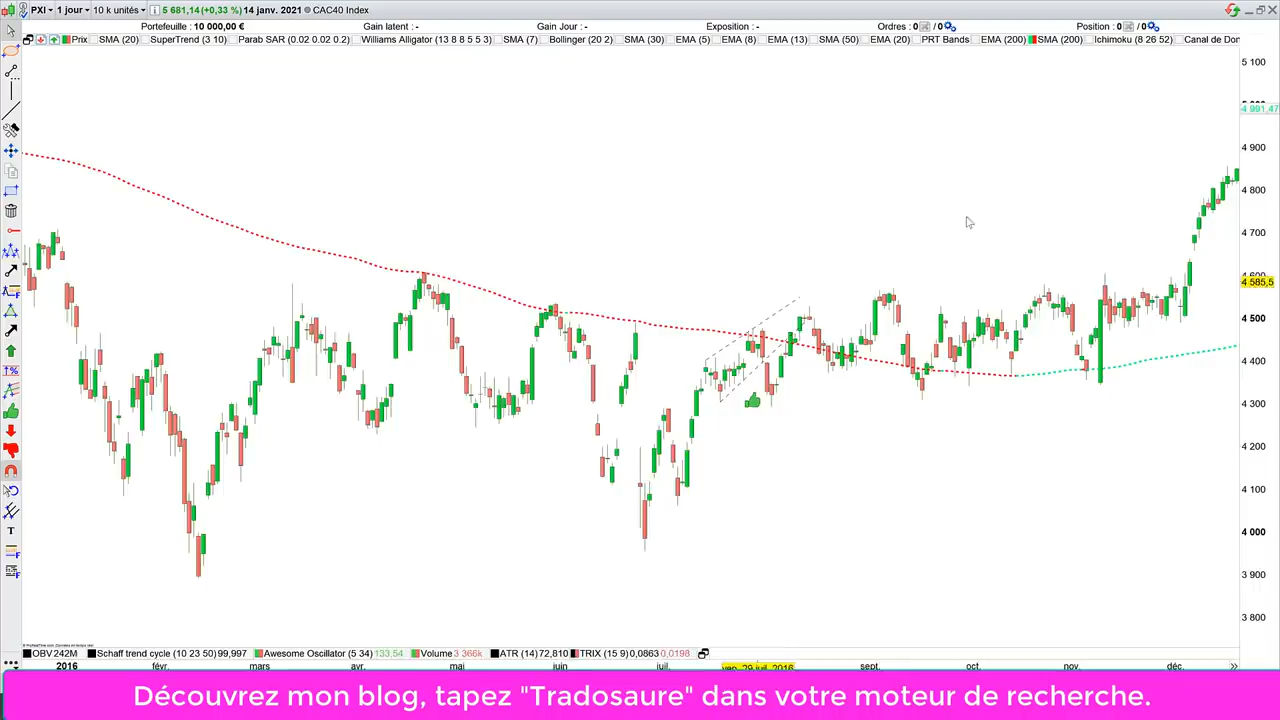 PXI 1 jour 10 k unités 5 681,14 (+0,33 %) 14 janv. 2021 CAC40 Index
Portefeuille : 10 000,00 € Gain latent : - Gain Jour : - Exposition : - Ordres : 0 / 0 Position : 0 / 0
Prix SMA (20) SuperTrend (3 10) Parab SAR (0.02 0.02 0.2) Williams Alligator (13 8 8 5 5 3) SMA (7) Bollinger (20 2) SMA (30) EMA (5) EMA (8) EMA (13) SMA (50) EMA (20) PRT Bands EMA (200) SMA (200) Ichimoku (8 26 52) Canal de Don
5 100
4 991,47
4 900
4 800
4 700
4 585,5
4 500
4 400
4 300
4 200
4 100
4 000
3 900
3 800
OBV 242M Schaff trend cycle (10 23 50) 99,997 Awesome Oscillator (5 34) 133,54 Volume 3 366k ATR (14) 72,810 TRIX (15 9) 0,0863 0,0198
2016 févr. mars avr. mai juin juil. ven. 29 juil. 2016 sept. oct. nov. déc.
Découvrez mon blog, tapez "Tradosaure" dans votre moteur de recherche.